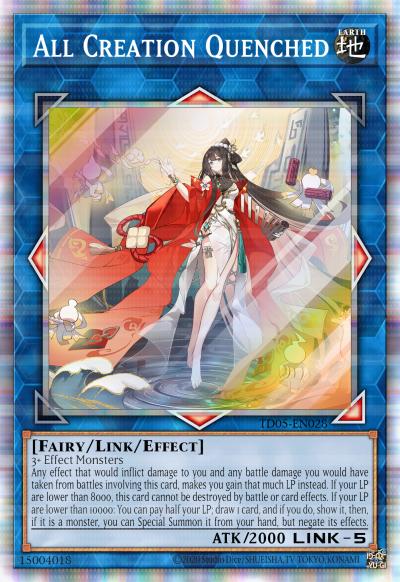 All Creation Quenched
EARTH
地
TD05-EN028
[Fairy/Link/Effect]
3+ Effect Monsters
Any effect that would inflict damage to you and any battle damage you would have
taken from battles involving this card, makes you gain that much LP instead. If your LP
are lower than 8000, this card cannot be destroyed by battle or card effects. If your LP
are lower than 10000: You can pay half your LP; draw 1 card, and if you do, show it, then,
if it is a monster, you can Special Summon it from your hand, but negate its effects.
ATK/2000 LINK-5
15004018
©2020 Studio Dice/SHUEISHA, TV TOKYO, KONAMI